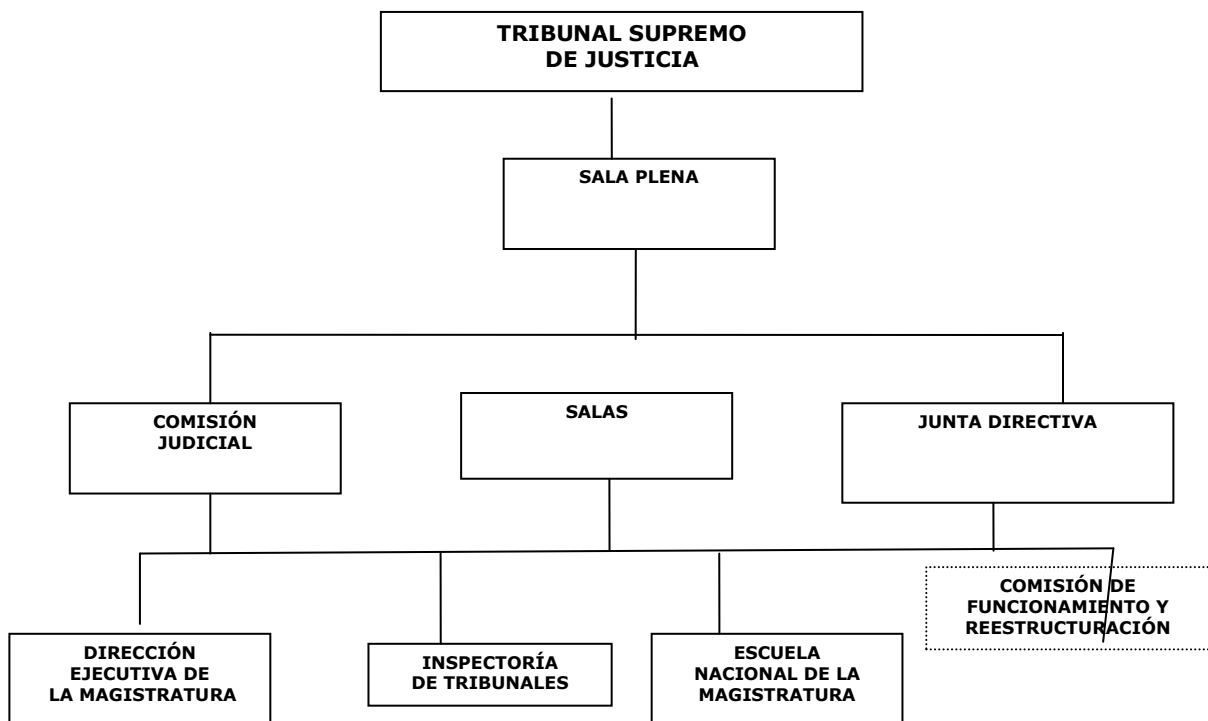 TRIBUNAL SUPREMO
DE JUSTICIA
SALA PLENA
COMISIÓN
JUDICIAL
SALAS
JUNTA DIRECTIVA
COMISIÓN DE
FUNCIONAMIENTO Y
REESTRUCTURACIÓN
DIRECCIÓN
EJECUTIVA DE
LA MAGISTRATURA
INSPECTORÍA
DE TRIBUNALES
ESCUELA
NACIONAL DE LA
MAGISTRATURA